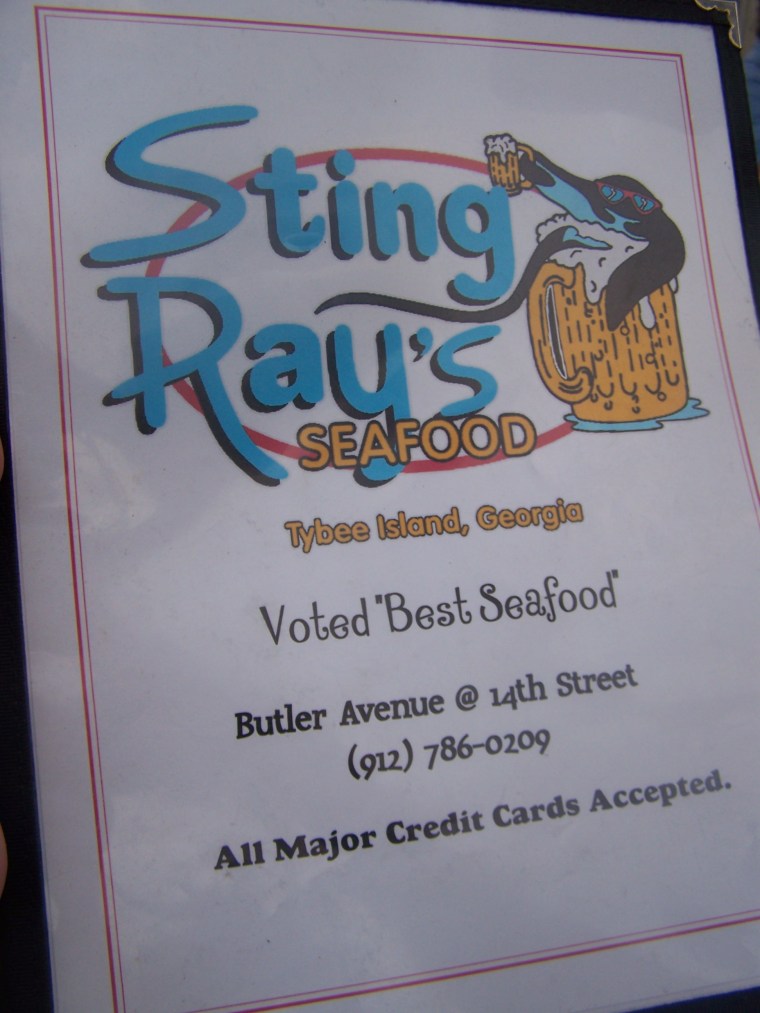 Sting
Ray's
SEAFOOD
Tybee Island, Georgia
Voted "Best Seafood"
Butler Avenue @ 14th Street
(912) 786-0209
All Major Credit Cards Accepted.